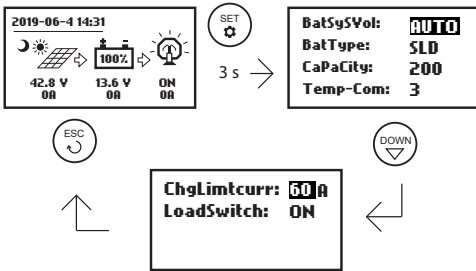 2019-06-4 14:31
100%
42.8 V 13.6 V ON
0A 0A 0A
SET
3 s
BatSySVol: AUTO
BatType: SLD
CaPaCity: 200
Temp-Com: 3
ESC
DOWN
ChgLimtcurr: 60 A
LoadSwitch: ON